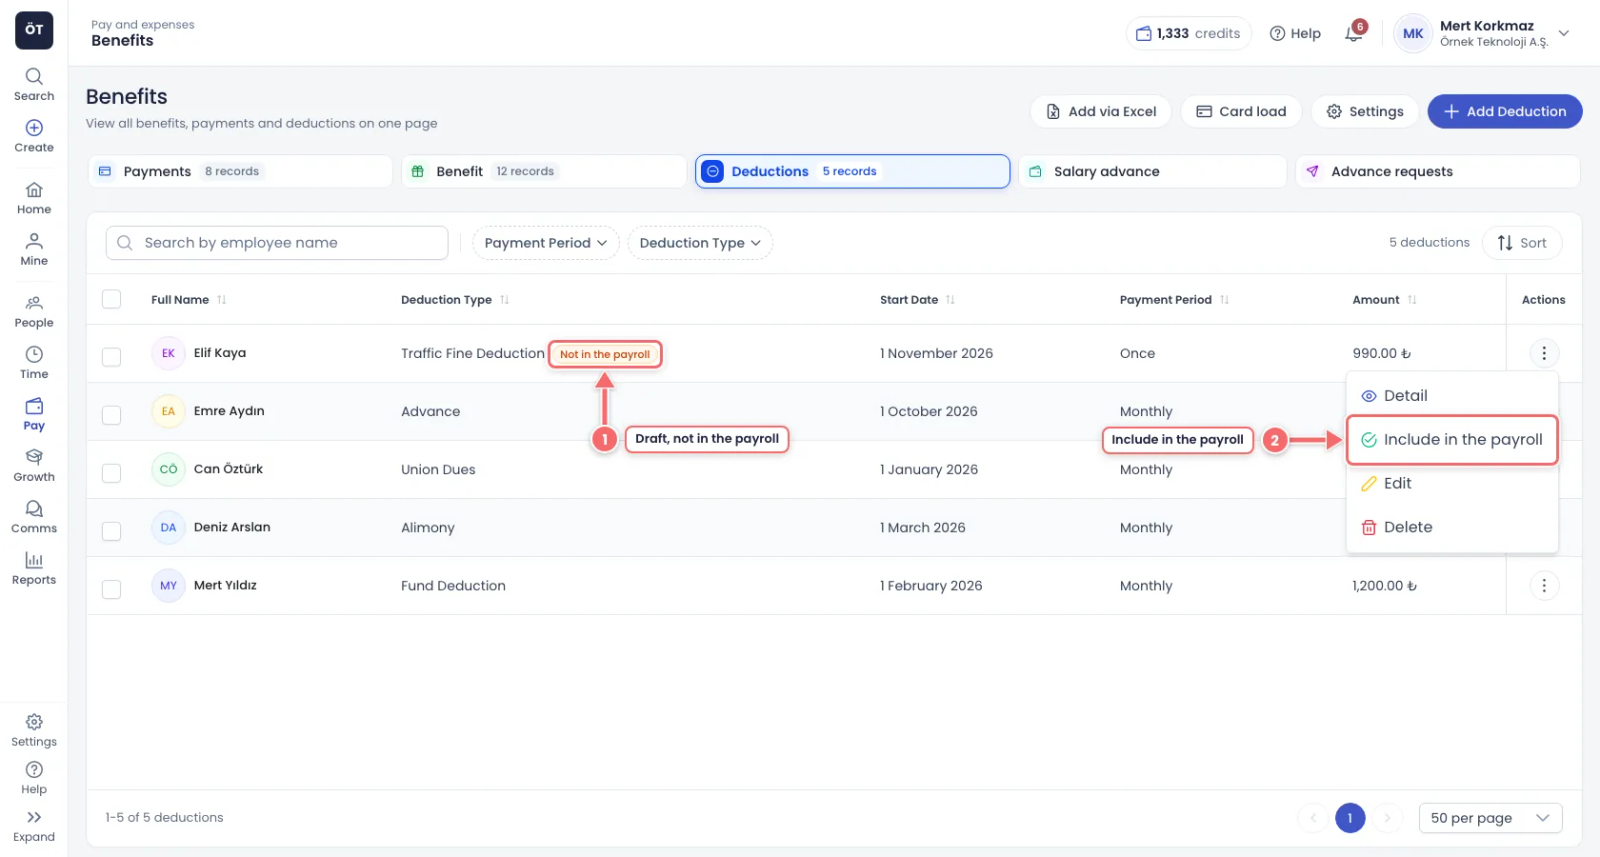 ÖT
Pay and expenses
Benefits
1,333 credits
Help
6
MK
Mert Korkmaz
Örnek Teknoloji A.Ş.
Search
Create
Home
Mine
People
Time
Pay
Growth
Comms
Reports
Settings
Help
Expand
Benefits
View all benefits, payments and deductions on one page
Add via Excel
Card load
Settings
Add Deduction
Payments 8 records
Benefit 12 records
Deductions 5 records
Salary advance
Advance requests
Search by employee name
Payment Period
Deduction Type
5 deductions
Sort
Full Name Deduction Type Start Date Payment Period Amount Actions
EK Elif Kaya Traffic Fine Deduction Not in the payroll 1 November 2026 Once 990.00 ₺
EA Emre Aydın Advance 1 October 2026 Monthly
1 Draft, not in the payroll
CÖ Can Öztürk Union Dues 1 January 2026 Monthly
DA Deniz Arslan Alimony 1 March 2026 Monthly
MY Mert Yıldız Fund Deduction 1 February 2026 Monthly 1,200.00 ₺
Detail
Include in the payroll 2
Include in the payroll
Edit
Delete
1-5 of 5 deductions
1
50 per page